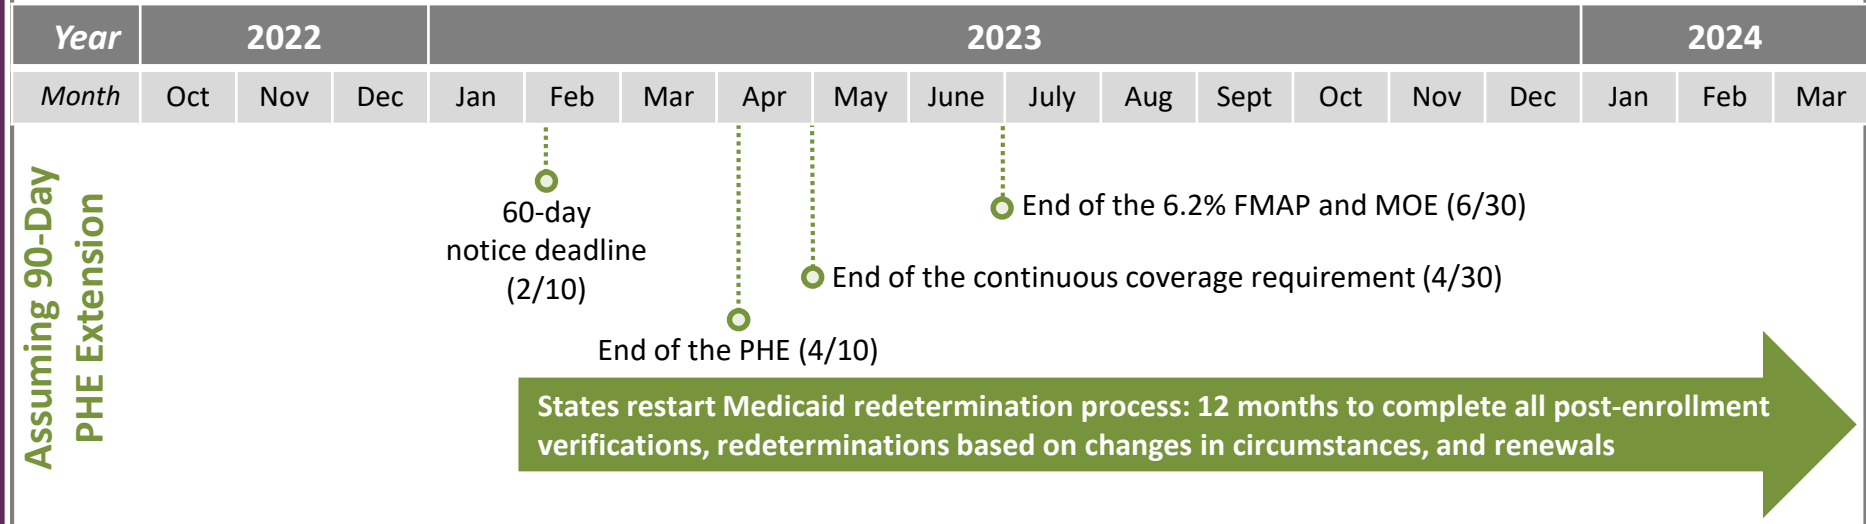 Year 2022 2023 2024
Month Oct Nov Dec Jan Feb Mar Apr May June July Aug Sept Oct Nov Dec Jan Feb Mar
Assuming 90-Day
PHE Extension
60-day
notice deadline
(2/10)
End of the 6.2% FMAP and MOE (6/30)
End of the continuous coverage requirement (4/30)
End of the PHE (4/10)
States restart Medicaid redetermination process: 12 months to complete all post-enrollment
verifications, redeterminations based on changes in circumstances, and renewals